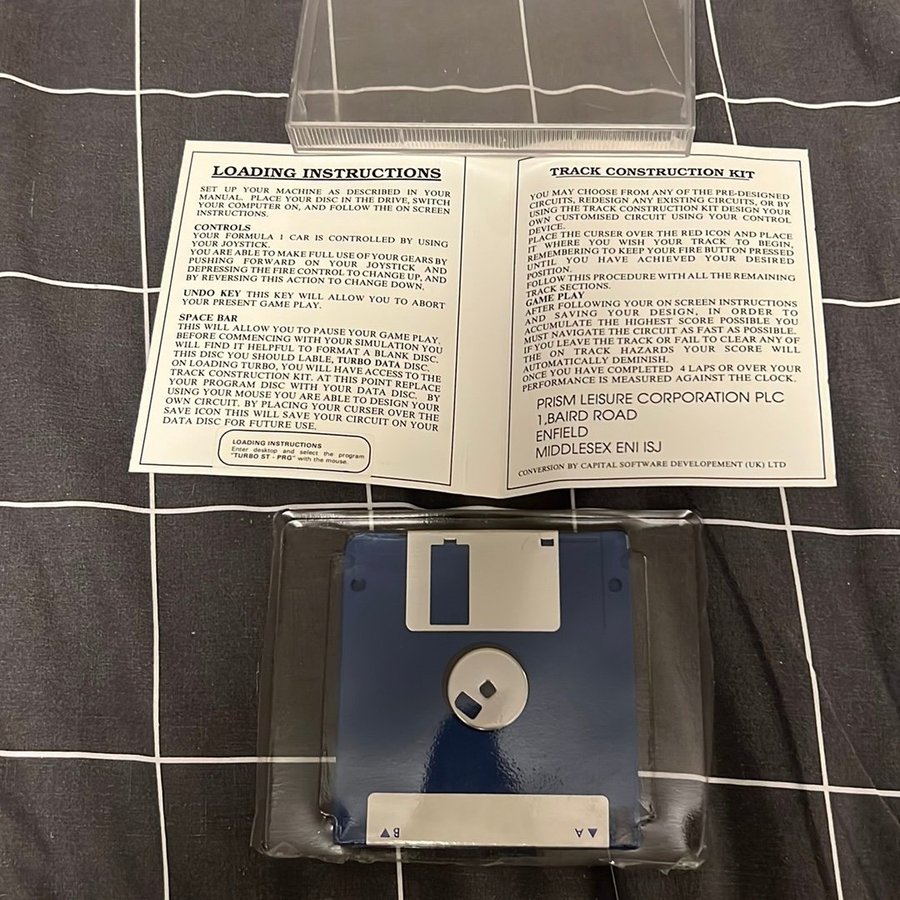 LOADING INSTRUCTIONS
SET UP YOUR MACHINE AS DESCRIBED IN YOUR
MANUAL. PLACE YOUR DISC IN THE DRIVE, SWITCH
YOUR COMPUTER ON, AND FOLLOW THE ON SCREEN
INSTRUCTIONS.
CONTROLS
YOUR FORMULA 1 CAR IS CONTROLLED BY USING
YOUR JOYSTICK.
YOU ARE ABLE TO MAKE FULL USE OF YOUR GEARS BY
PUSHING FORWARD ON YOUR JOYSTICK AND
DEPRESSING THE FIRE CONTROL TO CHANGE UP, AND
BY REVERSING THIS ACTION TO CHANGE DOWN.
UNDO KEY THIS KEY WILL ALLOW YOU TO ABORT
YOUR PRESENT GAME PLAY.
SPACE BAR
THIS WILL ALLOW YOU TO PAUSE YOUR GAME PLAY.
BEFORE COMMENCING WITH YOUR SIMULATION YOU
WILL FIND IT HELPFUL TO FORMAT A BLANK DISC.
THIS DISC YOU SHOULD LABLE, TURBO DATA DISC.
ON LOADING TURBO, YOU WILL HAVE ACCESS TO THE
TRACK CONSTRUCTION KIT. AT THIS POINT REPLACE
YOUR PROGRAM DISC WITH YOUR DATA DISC. BY
USING YOUR MOUSE YOU ARE ABLE TO DESIGN YOUR
OWN CIRCUIT. BY PLACING YOUR CURSER OVER THE
SAVE ICON THIS WILL SAVE YOUR CIRCUIT ON YOUR
DATA DISC FOR FUTURE USE.
LOADING INSTRUCTIONS
Enter desktop and select the program
"TURBO ST - PRG" with the mouse.
TRACK CONSTRUCTION KIT
YOU MAY CHOOSE FROM ANY OF THE PRE-DESIGNED
CIRCUITS, REDESIGN ANY EXISTING CIRCUITS, OR BY
USING THE TRACK CONSTRUCTION KIT DESIGN YOUR
OWN CUSTOMISED CIRCUIT USING YOUR CONTROL
DEVICE.
PLACE THE CURSER OVER THE RED ICON AND PLACE
IT WHERE YOU WISH YOUR TRACK TO BEGIN,
REMEMBERING TO KEEP YOUR FIRE BUTTON PRESSED
UNTIL YOU HAVE ACHIEVED YOUR DESIRED
POSITION.
FOLLOW THIS PROCEDURE WITH ALL THE REMAINING
TRACK SECTIONS.
GAME PLAY
AFTER FOLLOWING YOUR ON SCREEN INSTRUCTIONS
AND SAVING YOUR DESIGN, IN ORDER TO
ACCUMULATE THE HIGHEST SCORE POSSIBLE YOU
MUST NAVIGATE THE CIRCUIT AS FAST AS POSSIBLE.
IF YOU LEAVE THE TRACK OR FAIL TO CLEAR ANY OF
THE ON TRACK HAZARDS YOUR SCORE WILL
AUTOMATICALLY DEMINISH.
ONCE YOU HAVE COMPLETED 4 LAPS OR OVER YOUR
PERFORMANCE IS MEASURED AGAINST THE CLOCK.
PRISM LEISURE CORPORATION PLC
1,BAIRD ROAD
ENFIELD
MIDDLESEX EN1 ISJ
CONVERSION BY CAPITAL SOFTWARE DEVELOPEMENT (UK) LTD
B
A